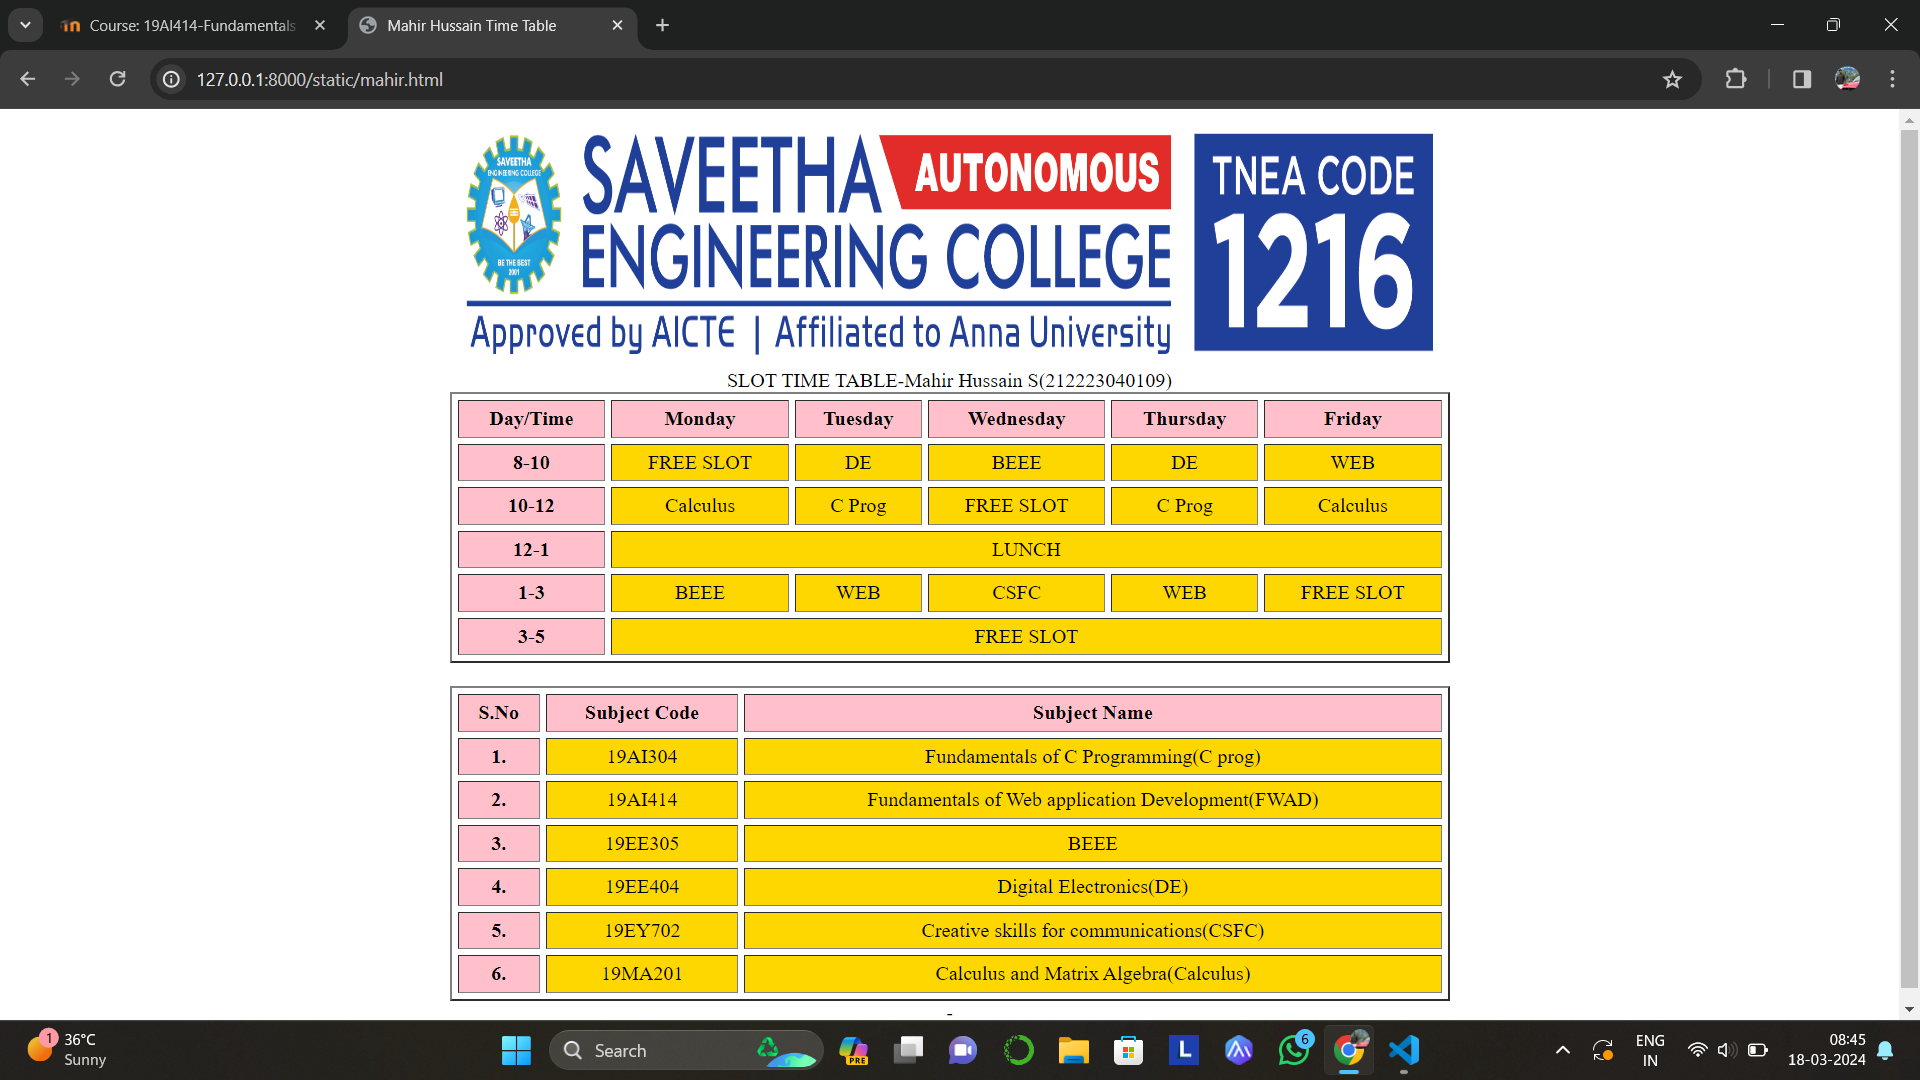 Course: 19AI414-Fundamentals
Mahir Hussain Time Table
127.0.0.1:8000/static/mahir.html
SAVEETHA
ENGINEERING COLLEGE
BE THE BEST
2001
SAVEETHA AUTONOMOUS
ENGINEERING COLLEGE
Approved by AICTE | Affiliated to Anna University
TNEA CODE
1216
SLOT TIME TABLE-Mahir Hussain S(212223040109)
Day/Time Monday Tuesday Wednesday Thursday Friday
8-10 FREE SLOT DE BEEE DE WEB
10-12 Calculus C Prog FREE SLOT C Prog Calculus
12-1 LUNCH
1-3 BEEE WEB CSFC WEB FREE SLOT
3-5 FREE SLOT
S.No Subject Code Subject Name
1. 19AI304 Fundamentals of C Programming(C prog)
2. 19AI414 Fundamentals of Web application Development(FWAD)
3. 19EE305 BEEE
4. 19EE404 Digital Electronics(DE)
5. 19EY702 Creative skills for communications(CSFC)
6. 19MA201 Calculus and Matrix Algebra(Calculus)
-
1
36°C
Sunny
Search
PRE
L
6
ENG
IN
08:45
18-03-2024